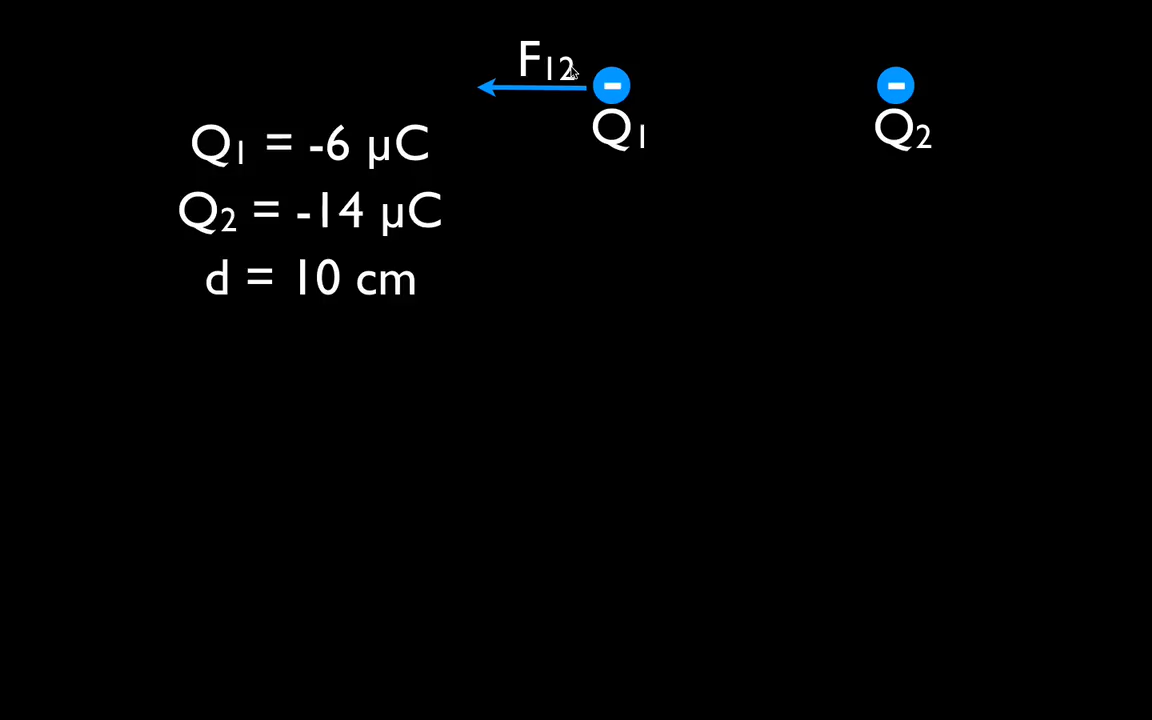 F₁₂
- -
Q₁ Q₂
Q₁ = -6 µC
Q₂ = -14 µC
d = 10 cm